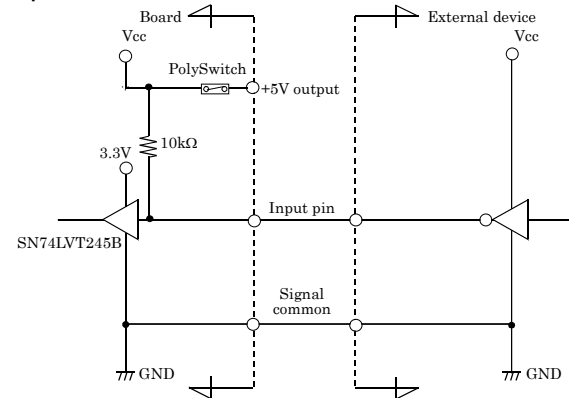 Board
External device
Vcc
Vcc
PolySwitch
+5V output
10kΩ
3.3V
Input pin
SN74LVT245B
Signal
common
GND
GND